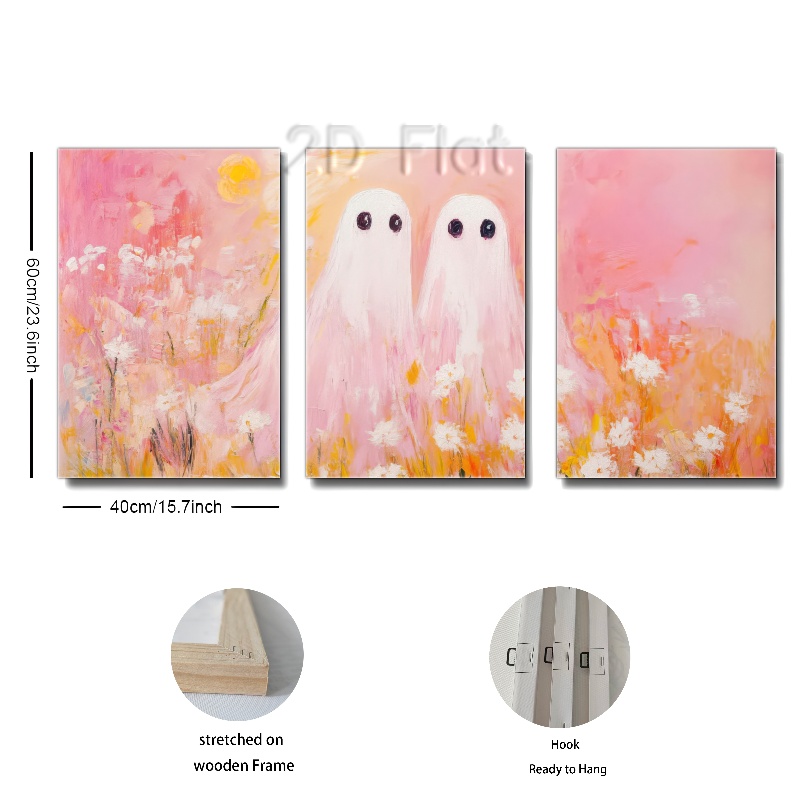 2D Flat
60cm/23.6inch
40cm/15.7inch
stretched on
wooden Frame
Hook
Ready to Hang